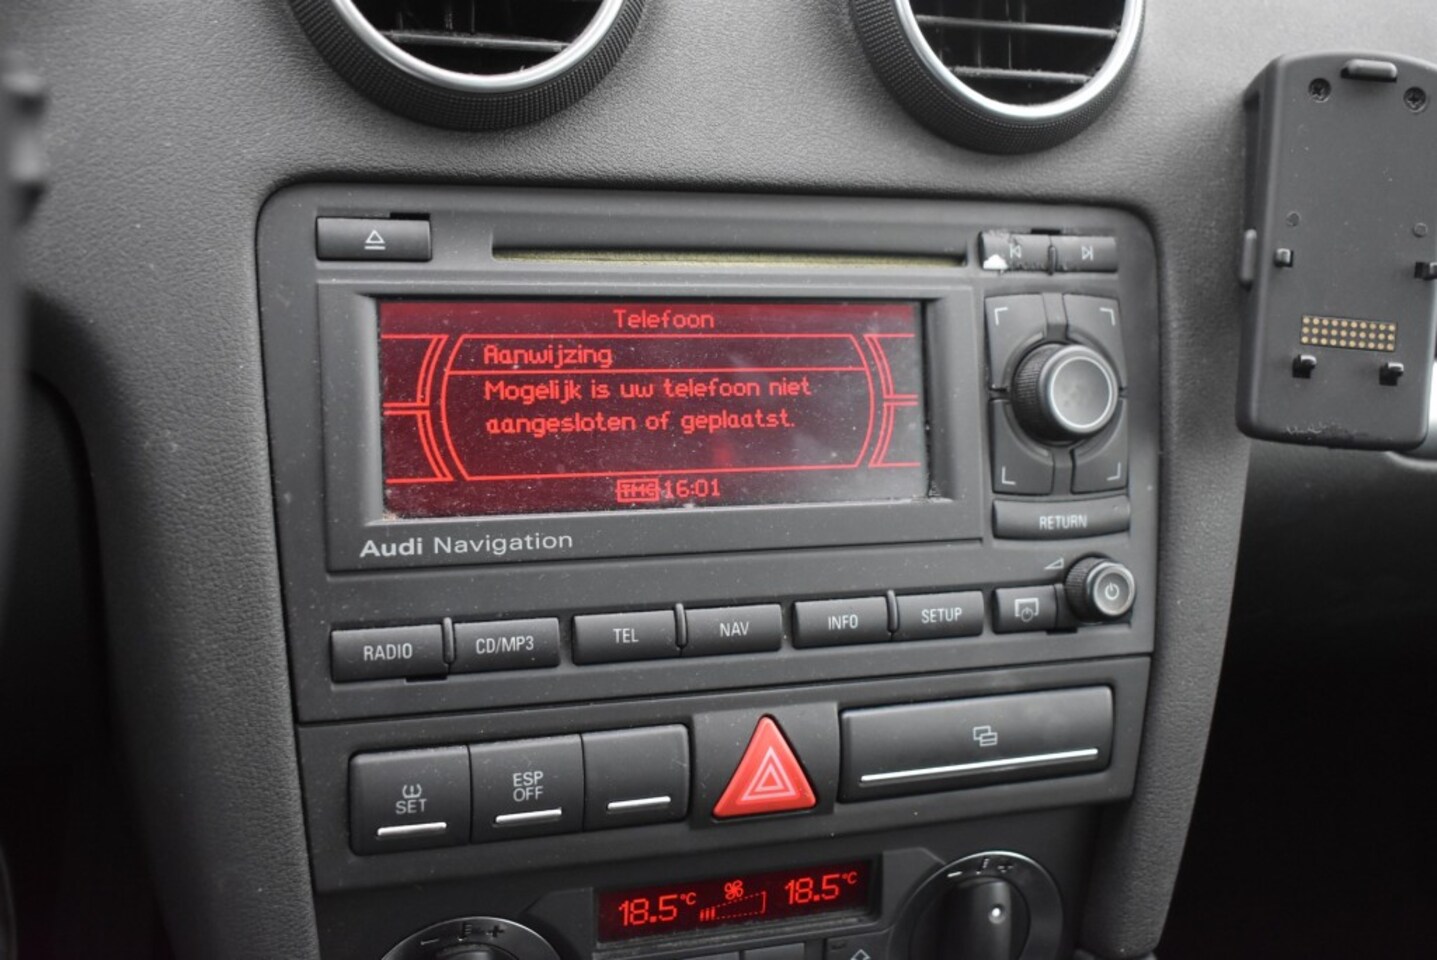 Telefoon
Aanwijzing
Mogelijk is uw telefoon niet
aangesloten of geplaatst.
TMC 16:01
Audi Navigation
RETURN
RADIO CD/MP3 TEL NAV INFO SETUP
SET
ESP
OFF
18.5°C 18.5°C